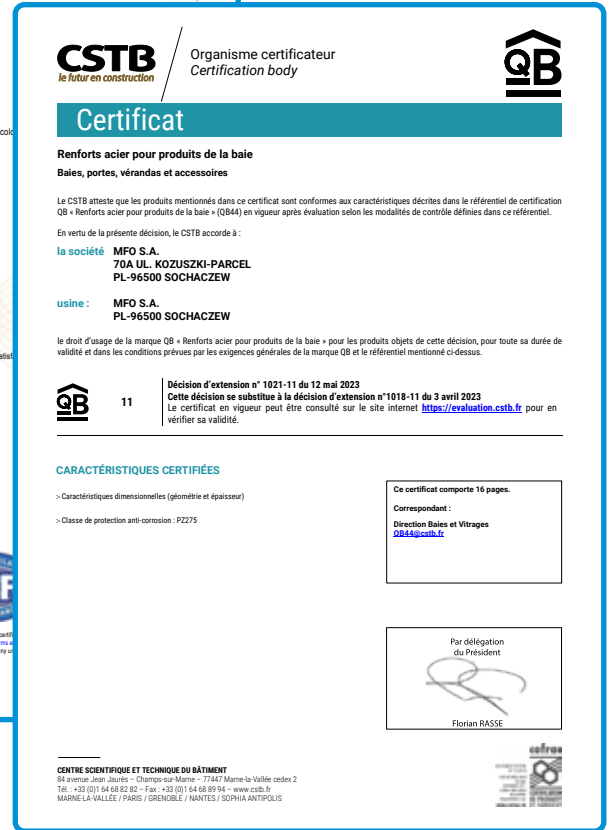 CSTB
le futur en construction
Organisme certificateur
Certification body
QB
Certificat
Renforts acier pour produits de la baie
Baies, portes, vérandas et accessoires
Le CSTB atteste que les produits mentionnés dans ce certificat sont conformes aux caractéristiques décrites dans le référentiel de certification
QB « Renforts acier pour produits de la baie » (QB44) en vigueur après évaluation selon les modalités de contrôle définies dans ce référentiel.
En vertu de la présente décision, le CSTB accorde à :
la société MFO S.A.
70A UL. KOZUSZKI-PARCEL
PL-96500 SOCHACZEW
usine : MFO S.A.
PL-96500 SOCHACZEW
le droit d'usage de la marque QB « Renforts acier pour produits de la baie » pour les produits objets de cette décision, pour toute sa durée de
validité et dans les conditions prévues par les exigences générales de la marque QB et le référentiel mentionné ci-dessus.
QB
11
Décision d'extension n° 1021-11 du 12 mai 2023
Cette décision se substitue à la décision d'extension n°1018-11 du 3 avril 2023
Le certificat en vigueur peut être consulté sur le site internet https://evaluation.cstb.fr pour en
vérifier sa validité.
CARACTÉRISTIQUES CERTIFIÉES
> Caractéristiques dimensionnelles (géométrie et épaisseur)
> Classe de protection anti-corrosion : PZ275
Ce certificat comporte 16 pages.
Correspondant :
Direction Baies et Vitrages
QB44@cstb.fr
Par délégation
du Président
Florian RASSE
CENTRE SCIENTIFIQUE ET TECHNIQUE DU BÂTIMENT
84 avenue Jean Jaurès – Champs-sur-Marne – 77447 Marne-la-Vallée cedex 2
Tél. : +33 (0)1 64 68 82 82 – Fax : +33 (0)1 64 68 89 94 – www.cstb.fr
MARNE-LA-VALLÉE / PARIS / GRENOBLE / NANTES / SOPHIA ANTIPOLIS
cofrac